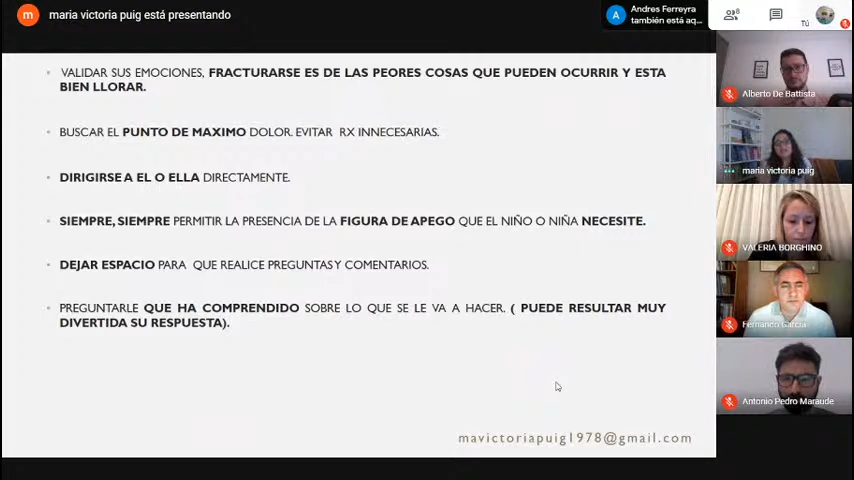 m maria victoria puig está presentando
A Andres Ferreyra
también está aq...
8
Tú
VALIDAR SUS EMOCIONES, FRACTURARSE ES DE LAS PEORES COSAS QUE PUEDEN OCURRIR Y ESTA
BIEN LLORAR.
BUSCAR EL PUNTO DE MAXIMO DOLOR. EVITAR RX INNECESARIAS.
DIRIGIRSE A EL O ELLA DIRECTAMENTE.
SIEMPRE, SIEMPRE PERMITIR LA PRESENCIA DE LA FIGURA DE APEGO QUE EL NIÑO O NIÑA NECESITE.
DEJAR ESPACIO PARA QUE REALICE PREGUNTAS Y COMENTARIOS.
PREGUNTARLE QUE HA COMPRENDIDO SOBRE LO QUE SE LE VA A HACER. ( PUEDE RESULTAR MUY
DIVERTIDA SU RESPUESTA).
mavictoriapuig1978@gmail.com
Alberto De Battista
maria victoria puig
VALERIA BORGHINO
Fernando Garcia
Antonio Pedro Maraude